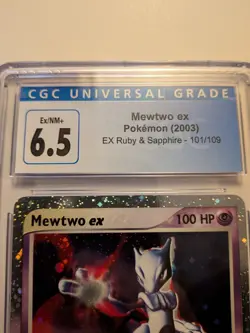 CGC UNIVERSAL GRADE
Ex/NM+
6.5
Mewtwo ex
Pokémon (2003)
EX Ruby & Sapphire - 101/109
Mewtwo ex
100 HP